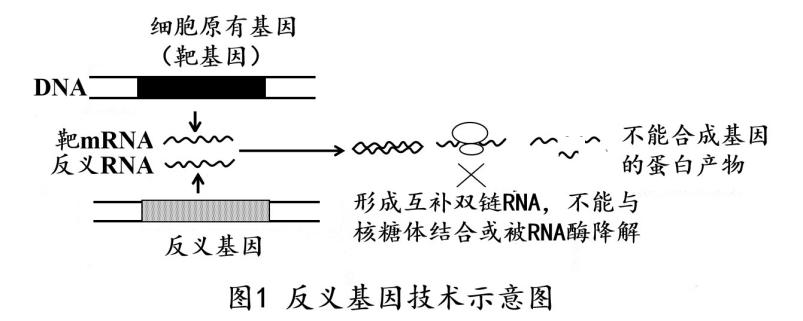 细胞原有基因
（靶基因）
DNA
靶mRNA
反义RNA
不能合成基因
的蛋白产物
形成互补双链RNA，不能与
核糖体结合或被RNA酶降解
反义基因
图1 反义基因技术示意图